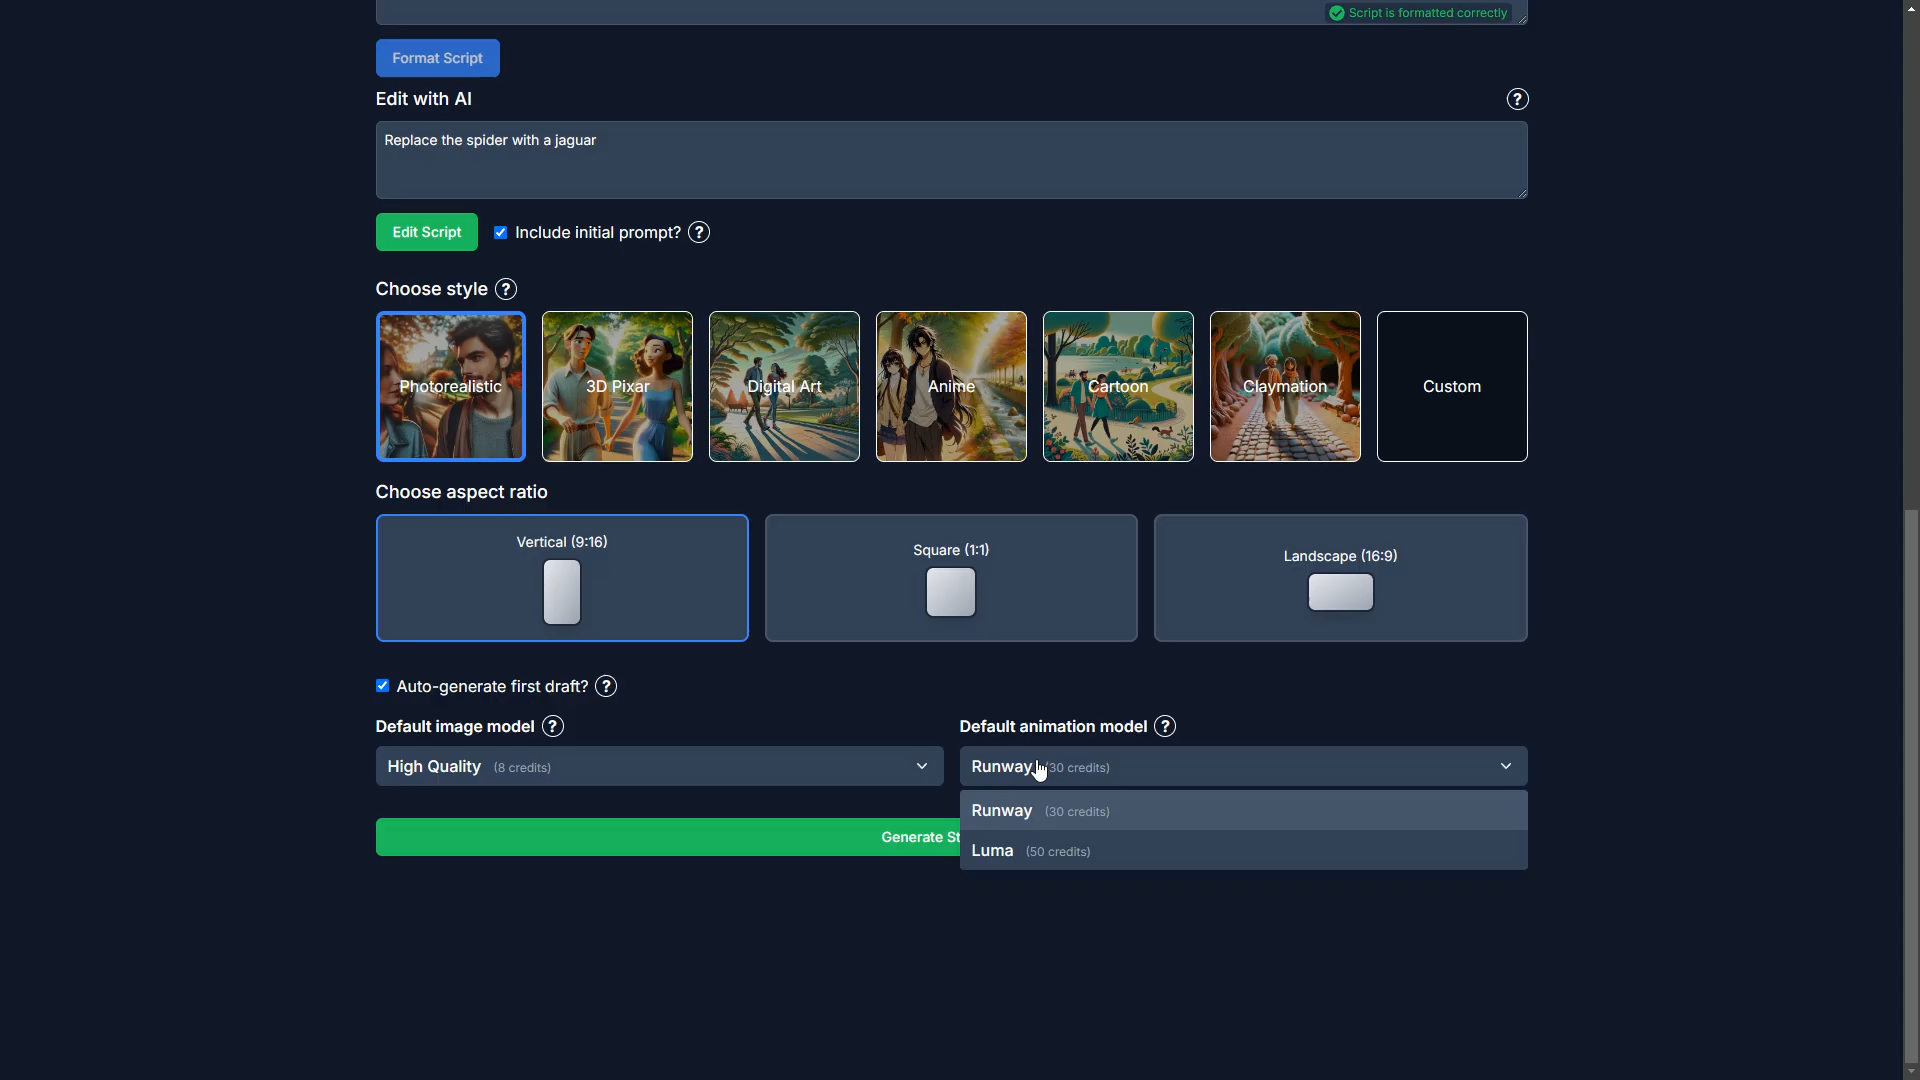 Script is formatted correctly
Format Script
Edit with AI
?
Replace the spider with a jaguar
Edit Script
Include initial prompt? ?
Choose style ?
Photorealistic
3D Pixar
Digital Art
Anime
Cartoon
Claymation
Custom
Choose aspect ratio
Vertical (9:16)
Square (1:1)
Landscape (16:9)
Auto-generate first draft? ?
Default image model ?
Default animation model ?
High Quality (8 credits)
Runway 30 credits)
Runway (30 credits)
Generate St
Luma (50 credits)